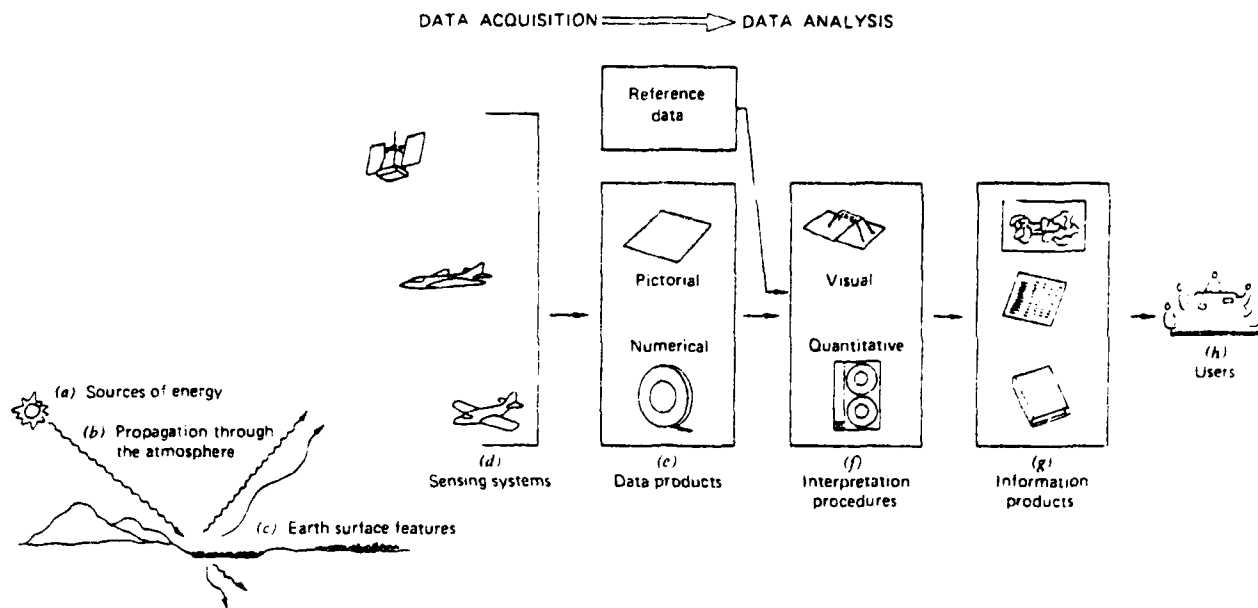 DATA ACQUISITION
DATA ANALYSIS
Reference
data
Pictorial
Visual
Numerical
Quantitative
(h)
Users
(a) Sources of energy
(b) Propagation through
the atmosphere
(c) Earth surface features
(d)
Sensing systems
(e)
Data products
(f)
Interpretation
procedures
(g)
Information
products